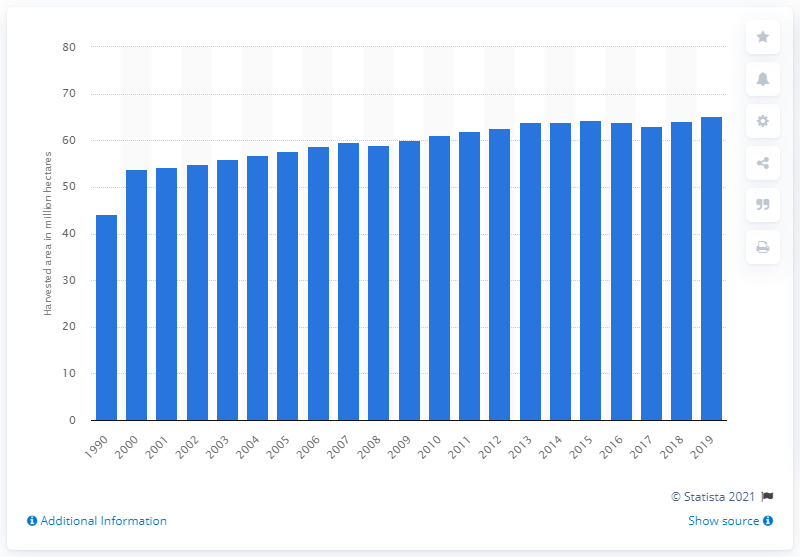 80
70
60
50
40
30
20
10
0
Harvested area in million hectares
1990 2000 2001 2002 2003 2004 2005 2006 2007 2008 2009 2010 2011 2012 2013 2014 2015 2016 2017 2018 2019
© Statista 2021
Additional Information
Show source